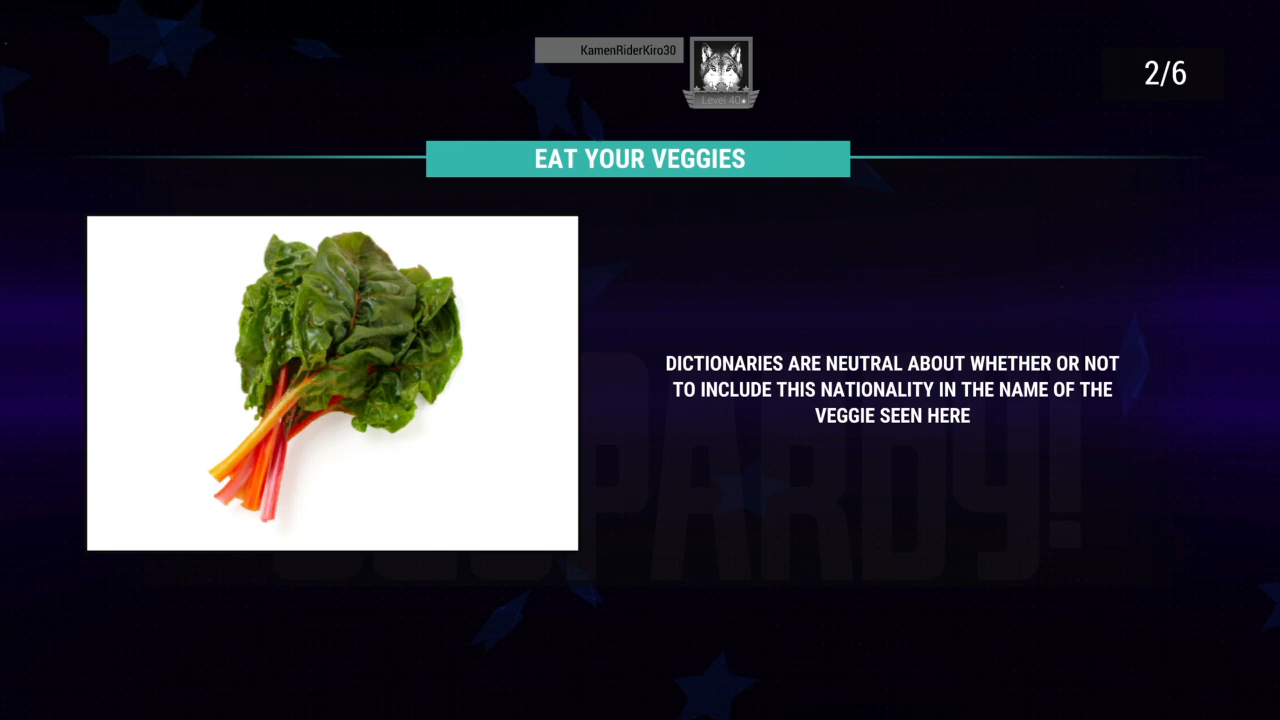 KamenRiderKiro30
Level 40
2/6
EAT YOUR VEGGIES
DICTIONARIES ARE NEUTRAL ABOUT WHETHER OR NOT
TO INCLUDE THIS NATIONALITY IN THE NAME OF THE
VEGGIE SEEN HERE